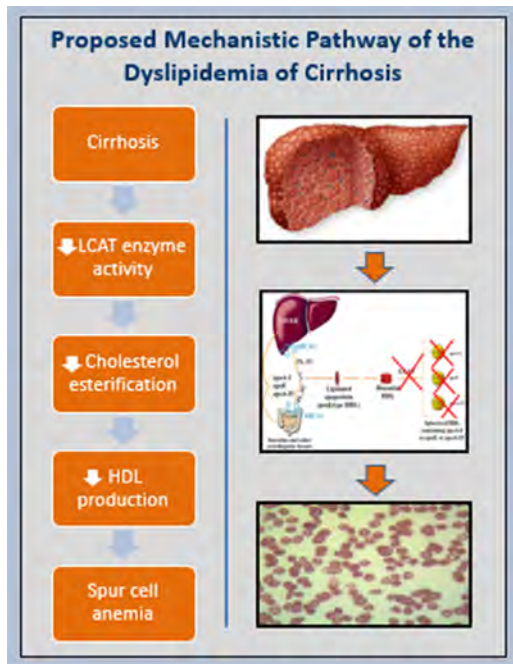 Proposed Mechanistic Pathway of the
Dyslipidemia of Cirrhosis
Cirrhosis
LCAT enzyme
activity
Cholesterol
esterification
HDL
production
Spur cell
anemia